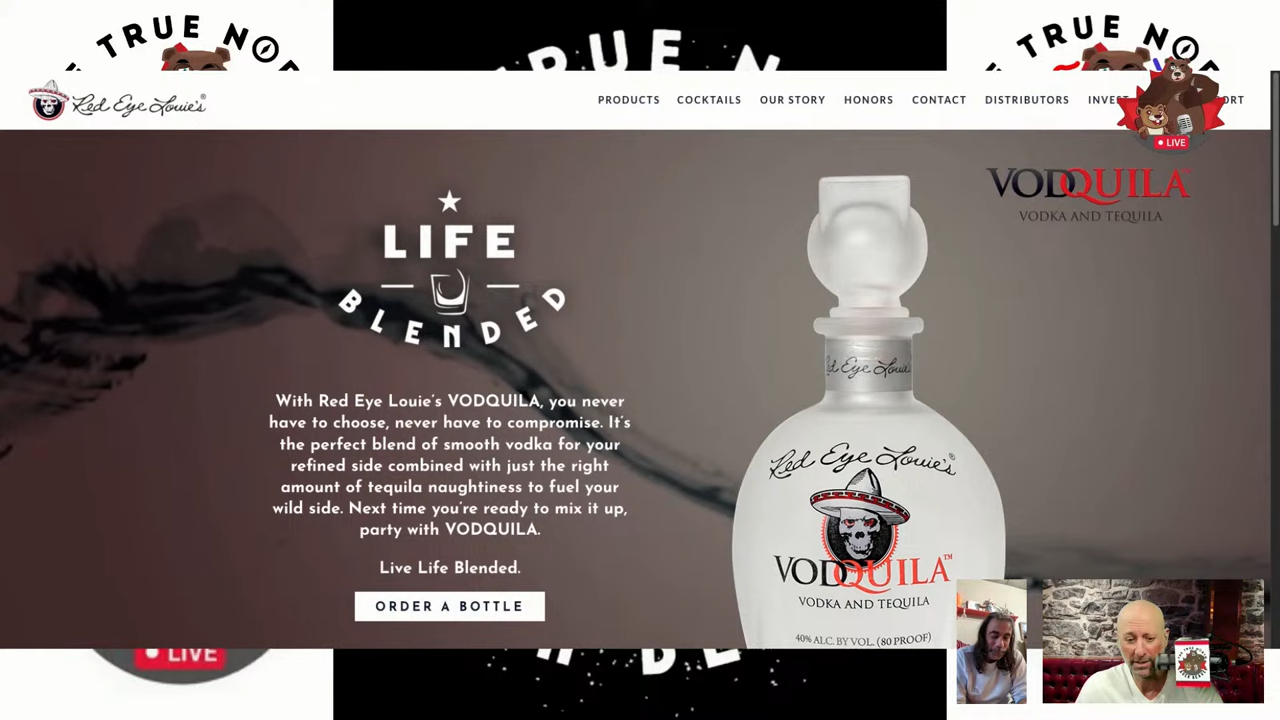 TRUE NO
TRUE N
TRUE NO
Red Eye Louie's®
PRODUCTS COCKTAILS OUR STORY HONORS CONTACT DISTRIBUTORS
LIVE
VODQUILA™
VODKA AND TEQUILA
LIFE
BLENDED
With Red Eye Louie's VODQUILA, you never
have to choose, never have to compromise. It's
the perfect blend of smooth vodka for your
refined side combined with just the right
amount of tequila naughtiness to fuel your
wild side. Next time you're ready to mix it up,
party with VODQUILA.
Live Life Blended.
ORDER A BOTTLE
Red Eye Louie's
Red Eye Louie's®
VODQUILA™
VODKA AND TEQUILA
40% ALC. BY VOL. (80 PROOF)
LIVE